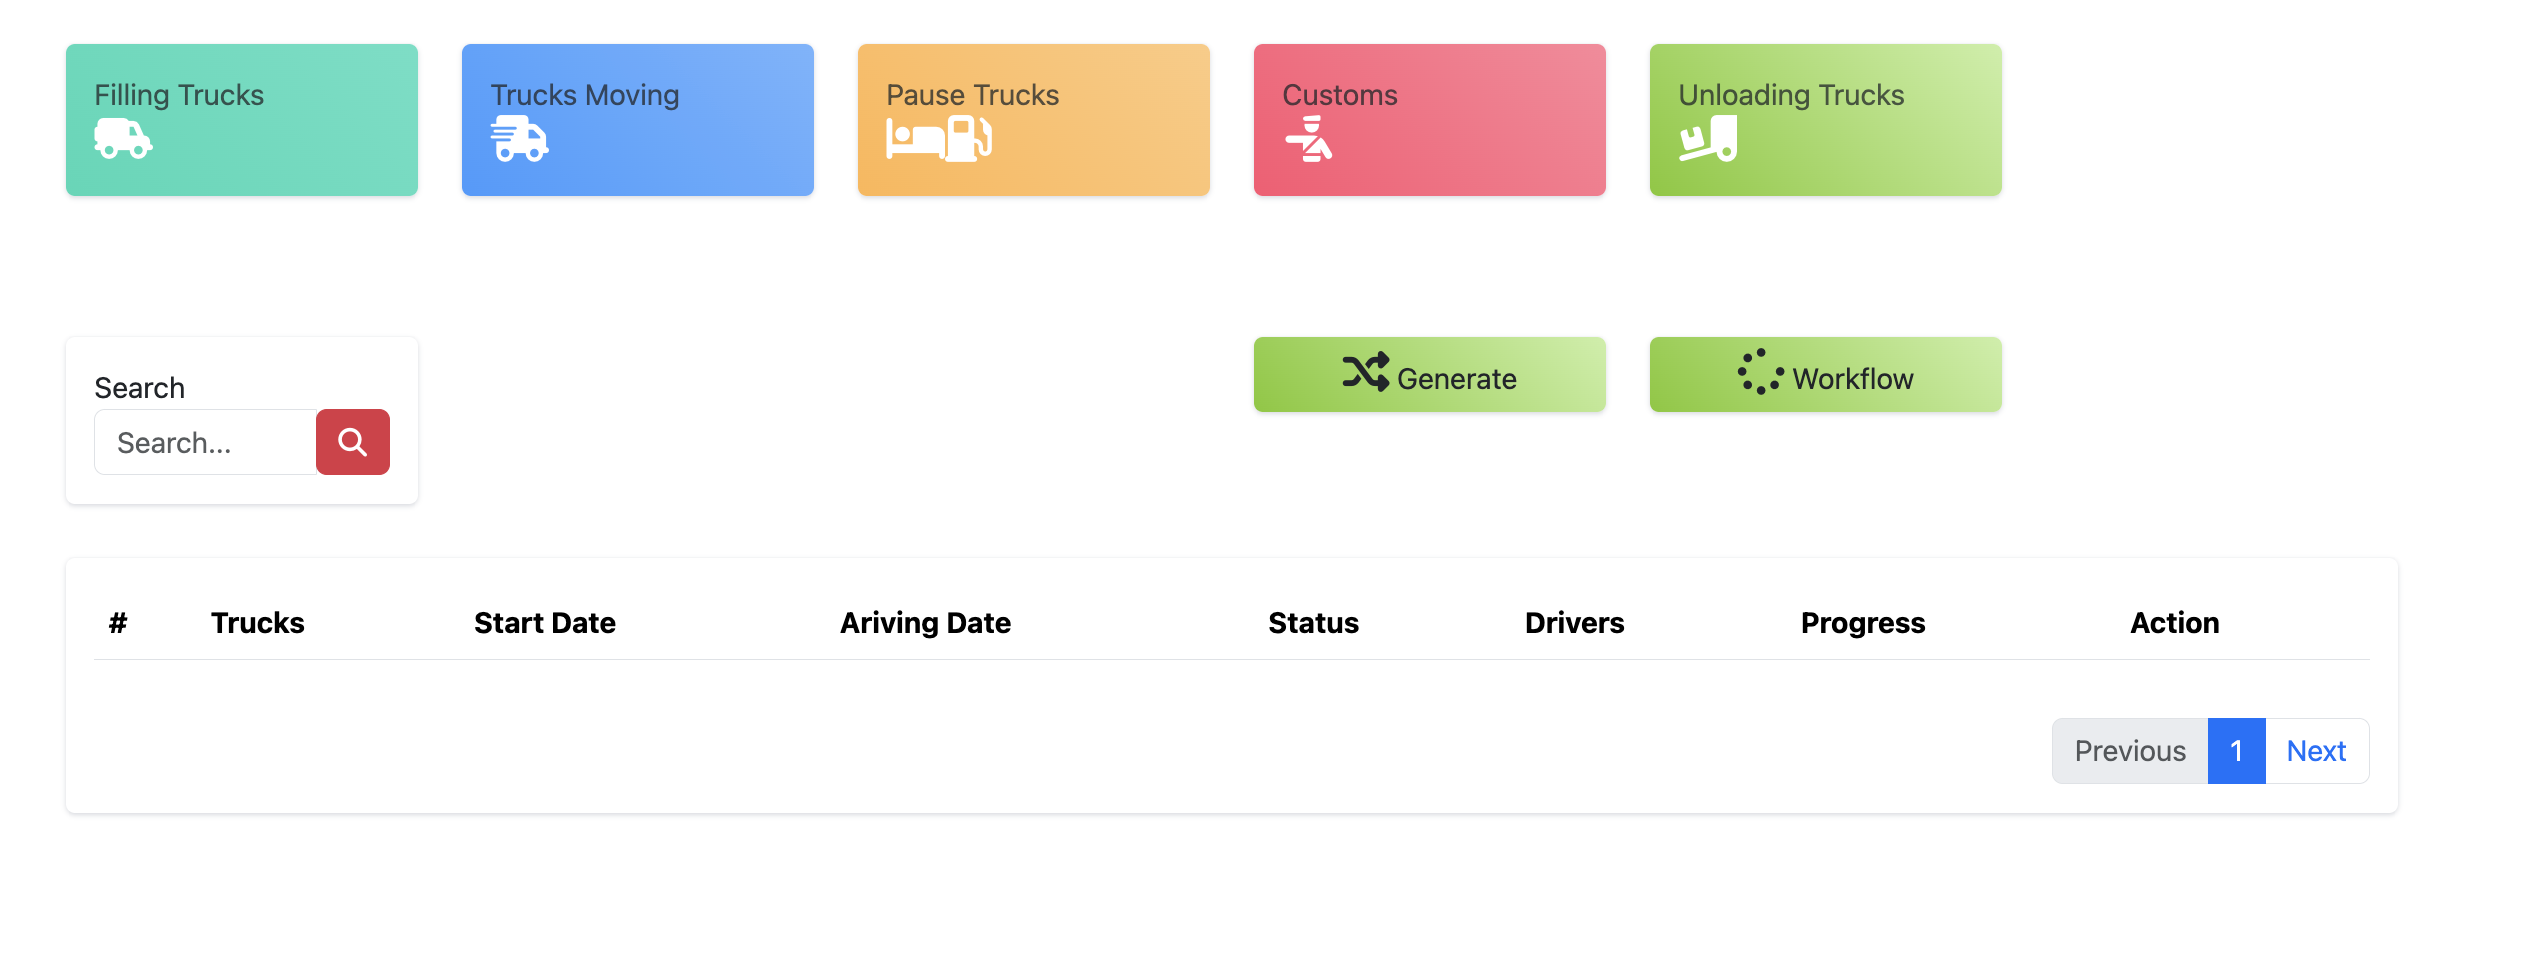 Filling Trucks
Trucks Moving
Pause Trucks
Customs
Unloading Trucks
Generate
Workflow
Search
Search...
# Trucks Start Date Ariving Date Status Drivers Progress Action
Previous 1 Next